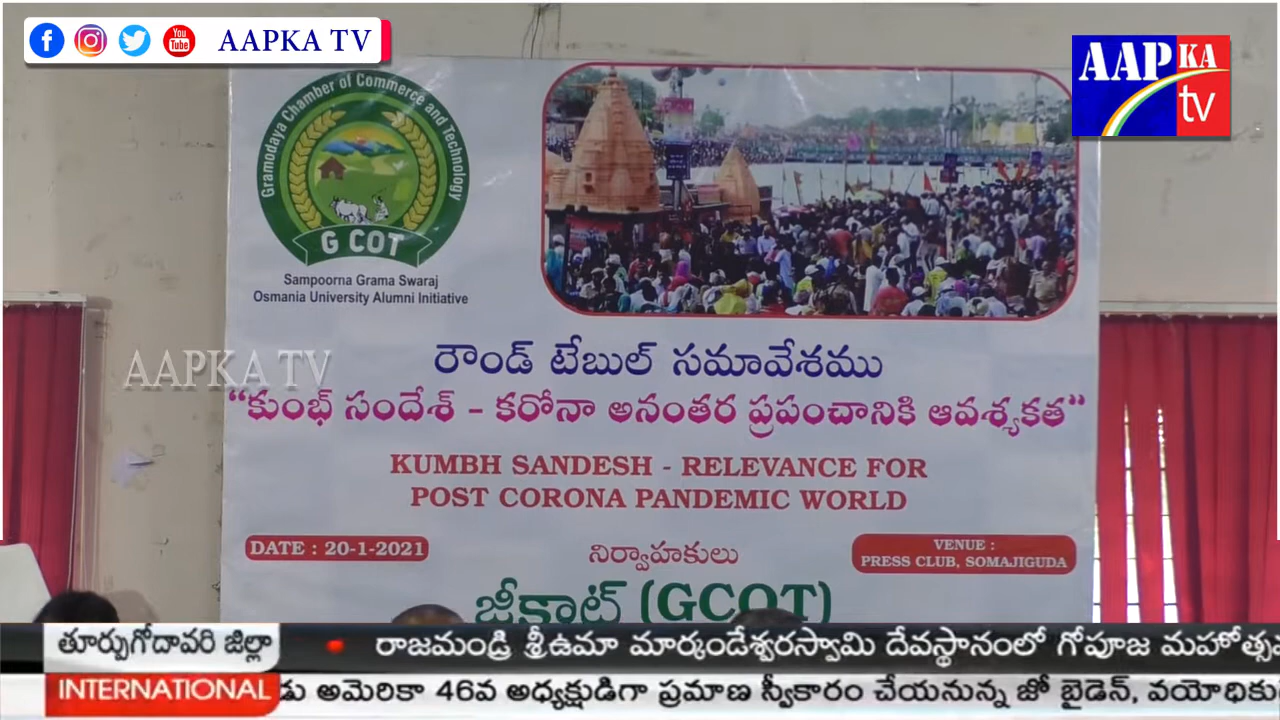 AAPKA TV
AAP KA tv
Gramodaya Chamber of Commerce and Technology
G COT
Sampoorna Grama Swaraj
Osmania University Alumni Initiative
రౌండ్ టేబుల్ సమావేశము
AAPKA TV
“కుంభ్ సందేశ్ - కరోనా అనంతర ప్రపంచానికి ఆవశ్యకత”
KUMBH SANDESH - RELEVANCE FOR
POST CORONA PANDEMIC WORLD
DATE : 20-1-2021
నిర్వాహకులు
VENUE :
PRESS CLUB, SOMAJIGUDA
జీకాట్ (GCOT)
తూర్పుగోదావరి జిల్లా
రాజమండ్రి శ్రీఉమా మార్కండేశ్వరస్వామి దేవస్థానంలో గోపూజ
INTERNATIONAL
అమెరికా 46వ అధ్యక్షుడిగా ప్రమాణ స్వీకారం చేయనున్న జో బైడెన్,